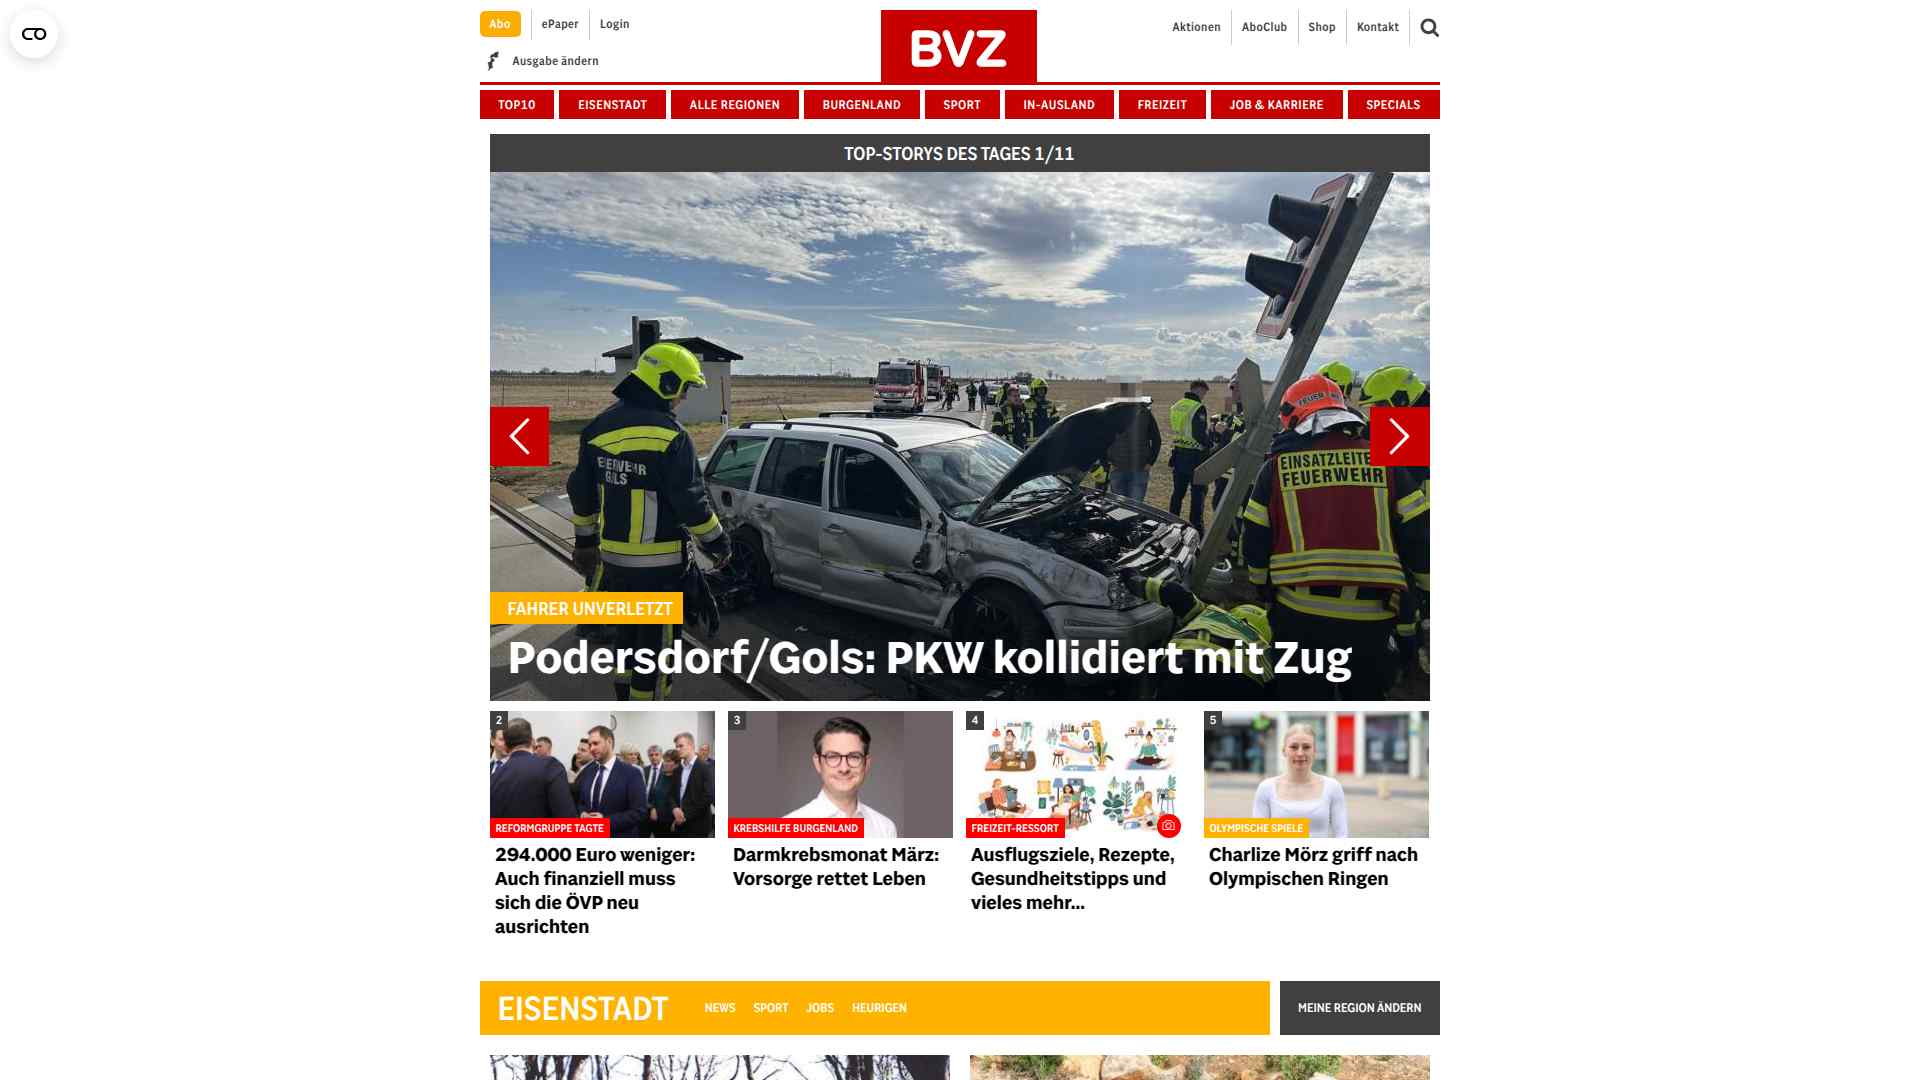 Abo
ePaper
Login
Ausgabe ändern
BVZ
Aktionen
AboClub
Shop
Kontakt
TOP10
EISENSTADT
ALLE REGIONEN
BURGENLAND
SPORT
IN-AUSLAND
FREIZEIT
JOB & KARRIERE
SPECIALS
TOP-STORYS DES TAGES 1/11
FEUERWEHR
GOLS
FEUER
EINSATZLEITE
FEUERWEHR
FAHRER UNVERLETZT
Podersdorf/Gols: PKW kollidiert mit Zug
2
REFORMGRUPPE TAGTE
294.000 Euro weniger:
Auch finanziell muss
sich die ÖVP neu
ausrichten
3
KREBSHILFE BURGENLAND
Darmkrebsmonat März:
Vorsorge rettet Leben
4
FREIZEIT-RESSORT
Ausflugsziele, Rezepte,
Gesundheitstipps und
vieles mehr...
5
OLYMPISCHE SPIELE
Charlize Mörz griff nach
Olympischen Ringen
EISENSTADT
NEWS
SPORT
JOBS
HEURIGEN
MEINE REGION ÄNDERN